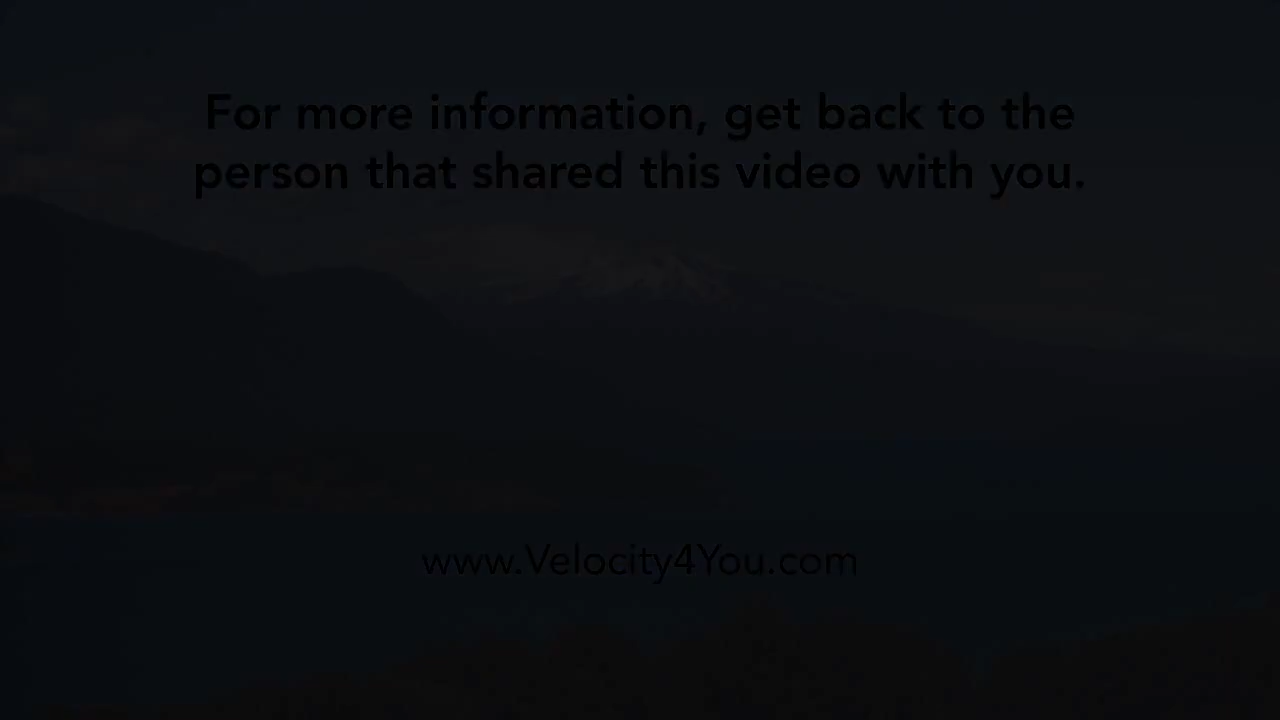 For more information, get back to the
person that shared this video with you.
www.Velocity4You.com